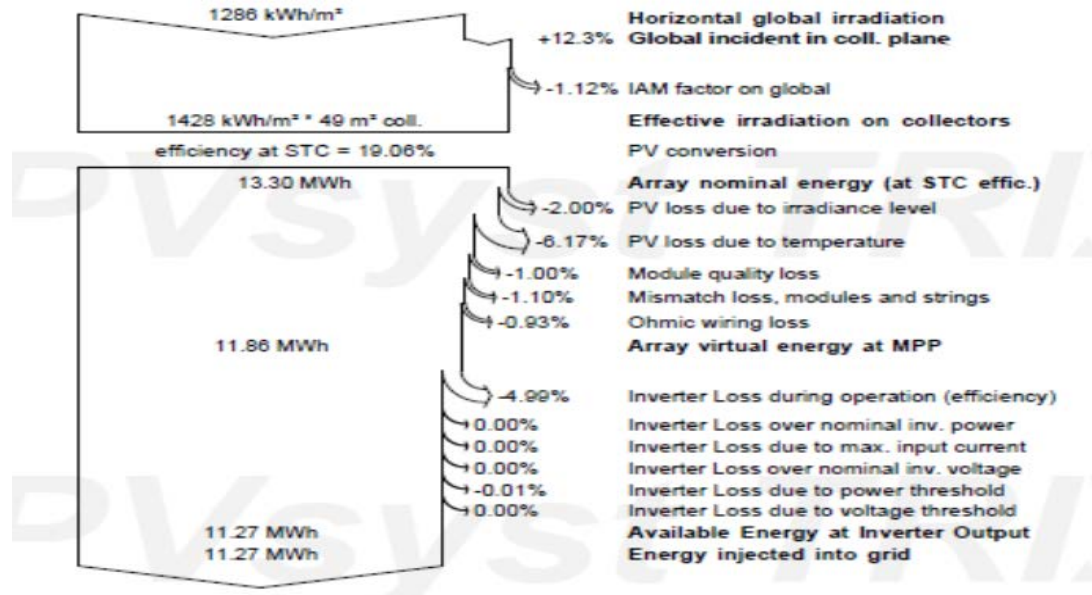 1286 kWh/m² Horizontal global irradiation
+12.3% Global incident in coll. plane
-1.12% IAM factor on global
1428 kWh/m² * 49 m² coll. Effective irradiation on collectors
efficiency at STC = 19.06% PV conversion
13.30 MWh Array nominal energy (at STC effic.)
-2.00% PV loss due to irradiance level
-6.17% PV loss due to temperature
-1.00% Module quality loss
-1.10% Mismatch loss, modules and strings
-0.93% Ohmic wiring loss
11.86 MWh Array virtual energy at MPP
-4.99% Inverter Loss during operation (efficiency)
0.00% Inverter Loss over nominal inv. power
0.00% Inverter Loss due to max. input current
0.00% Inverter Loss over nominal inv. voltage
-0.01% Inverter Loss due to power threshold
0.00% Inverter Loss due to voltage threshold
11.27 MWh Available Energy at Inverter Output
11.27 MWh Energy injected into grid
PVsyst TRI
PVsyst TRI